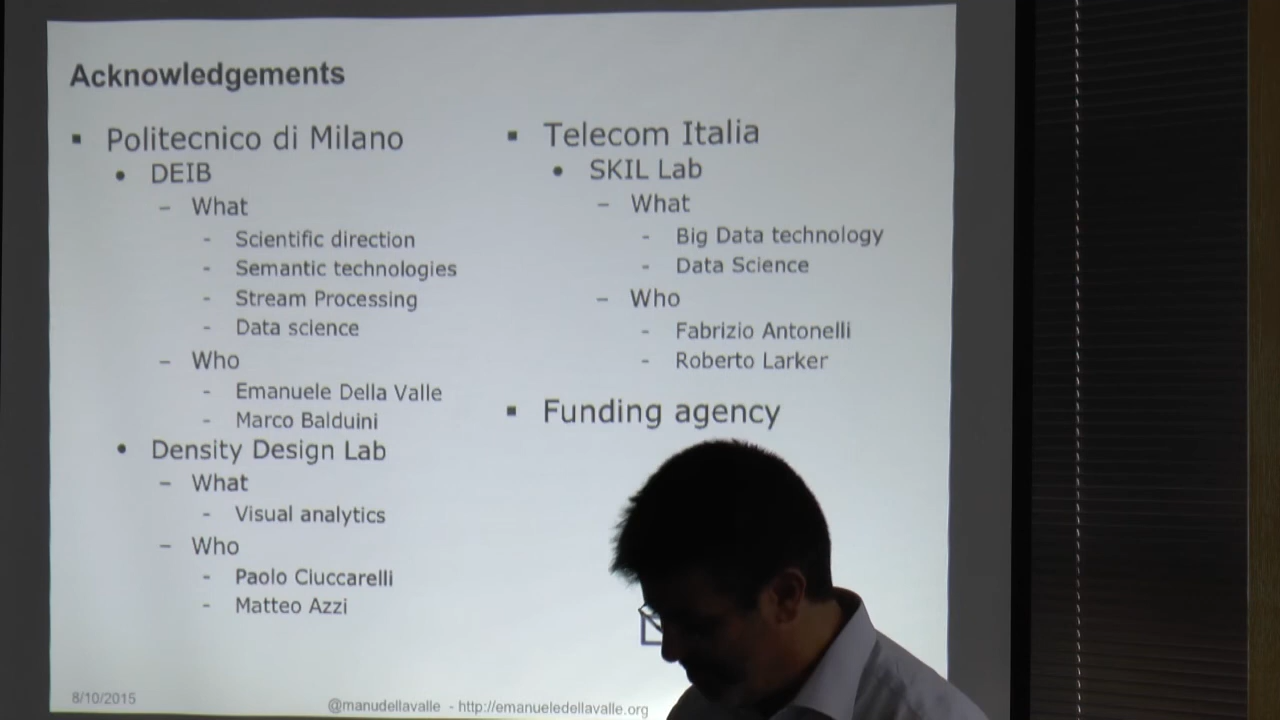 Acknowledgements
Politecnico di Milano
DEIB
What
Scientific direction
Semantic technologies
Stream Processing
Data science
Who
Emanuele Della Valle
Marco Balduini
Density Design Lab
What
Visual analytics
Who
Paolo Ciuccarelli
Matteo Azzi
Telecom Italia
SKIL Lab
What
Big Data technology
Data Science
Who
Fabrizio Antonelli
Roberto Larker
Funding agency
8/10/2015
@manudellavalle - http://emanueledellavalle.org